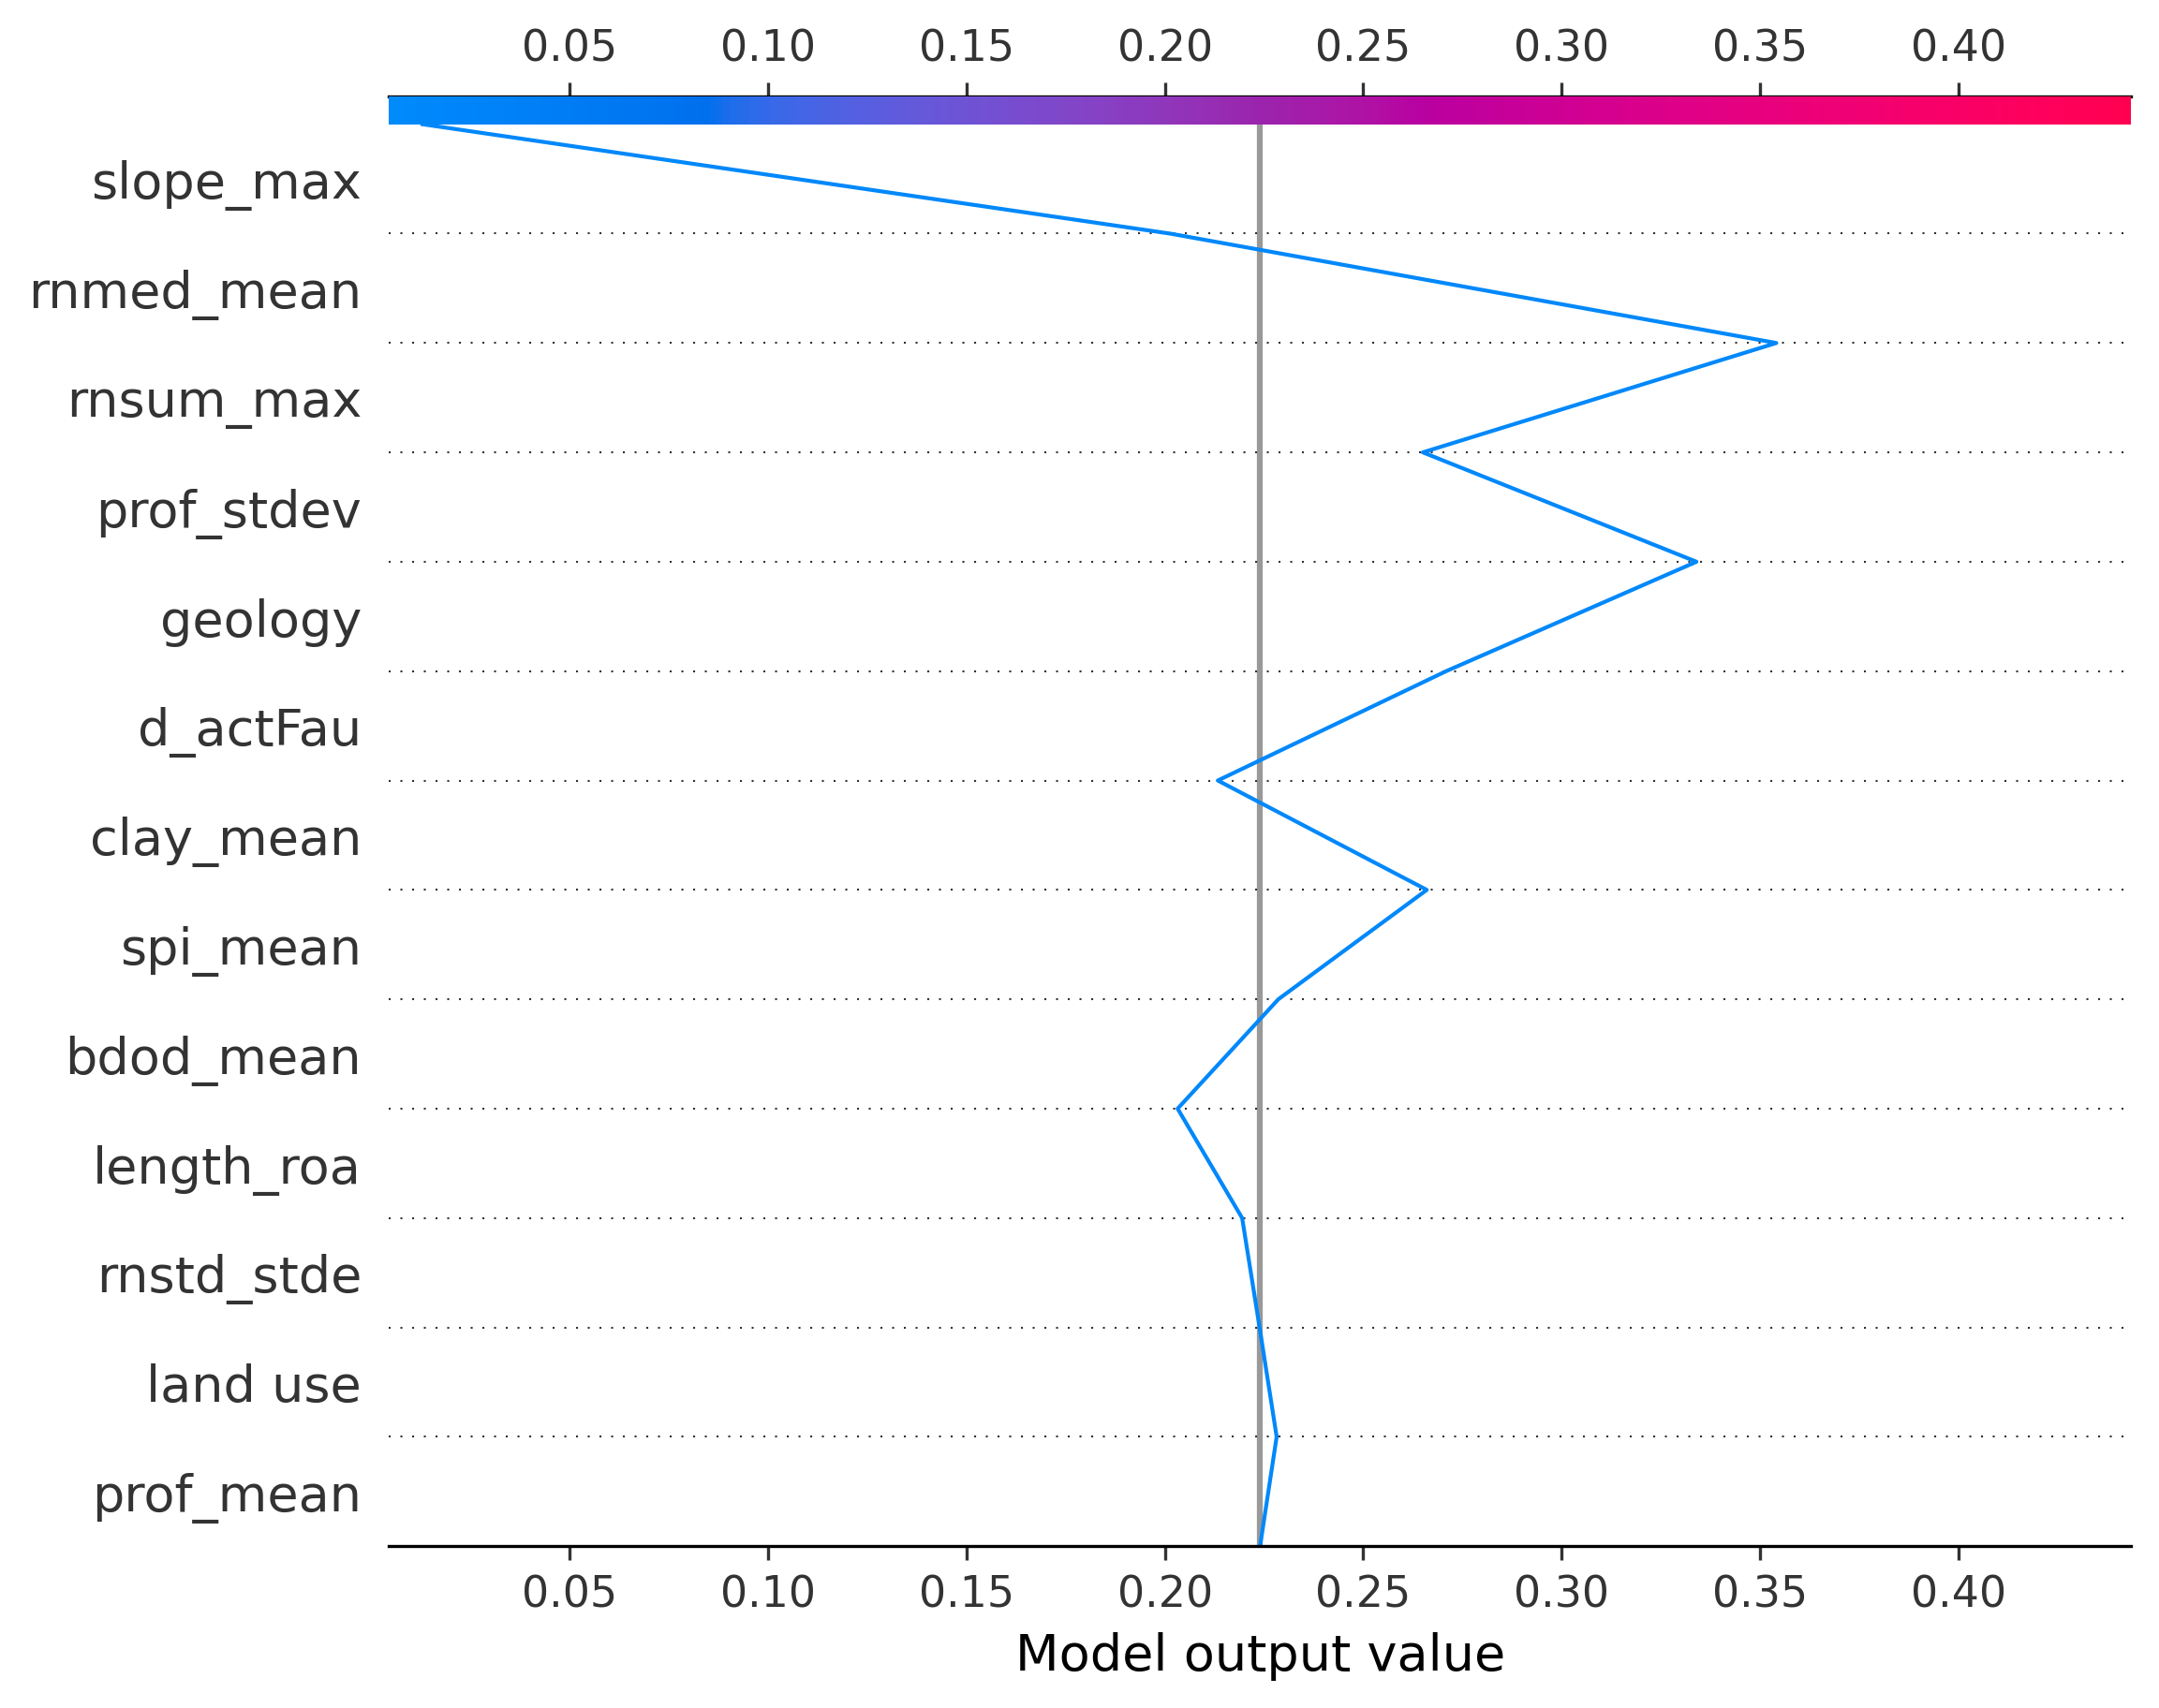 0.05 0.10 0.15 0.20 0.25 0.30 0.35 0.40
slope_max
rnmed_mean
rnsum_max
prof_stdev
geology
d_actFau
clay_mean
spi_mean
bdod_mean
length_roa
rnstd_stde
land use
prof_mean
0.05 0.10 0.15 0.20 0.25 0.30 0.35 0.40
Model output value